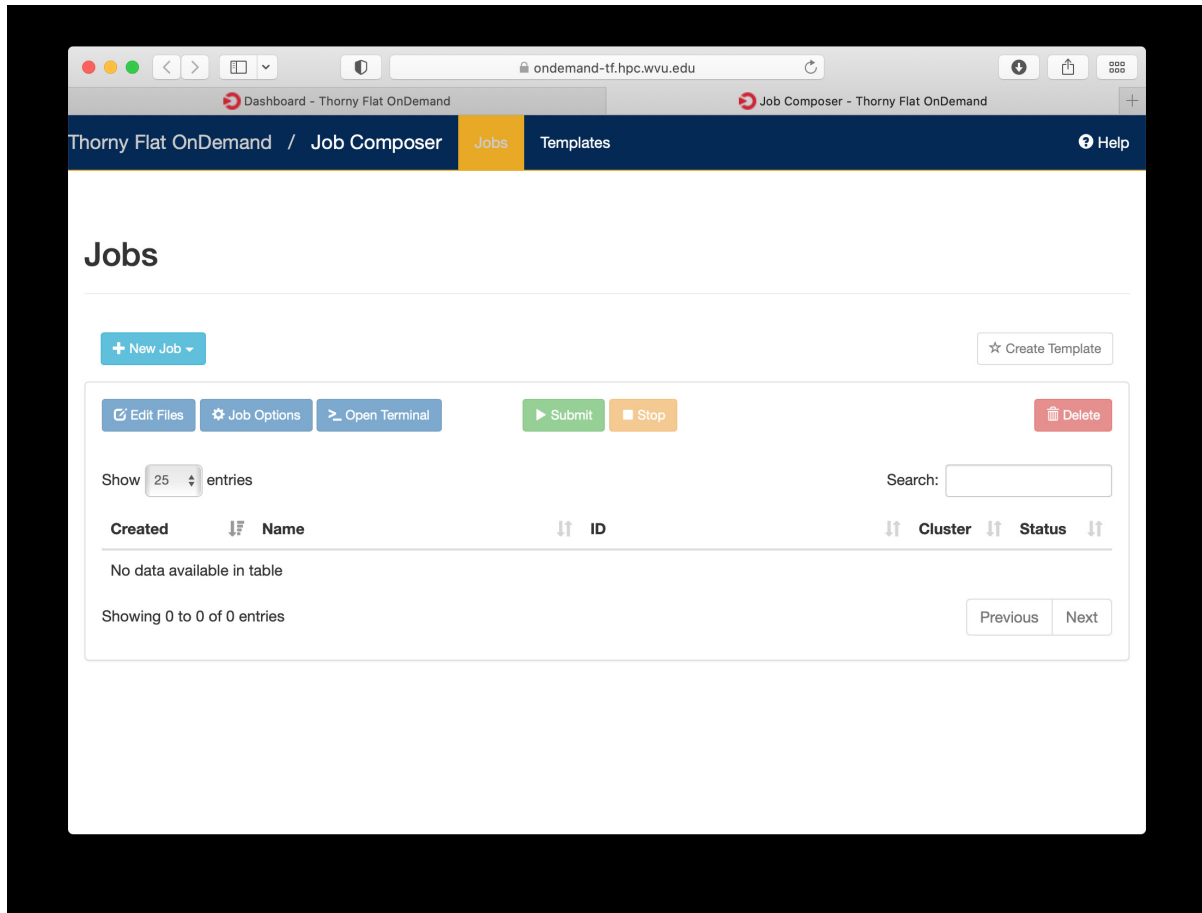 ondemand-tf.hpc.wvu.edu
Dashboard - Thorny Flat OnDemand Job Composer - Thorny Flat OnDemand
Thorny Flat OnDemand / Job Composer Jobs Templates Help
Jobs
New Job Create Template
Edit Files Job Options Open Terminal Submit Stop Delete
Show 25 entries Search:
Created Name ID Cluster Status
No data available in table
Showing 0 to 0 of 0 entries Previous Next